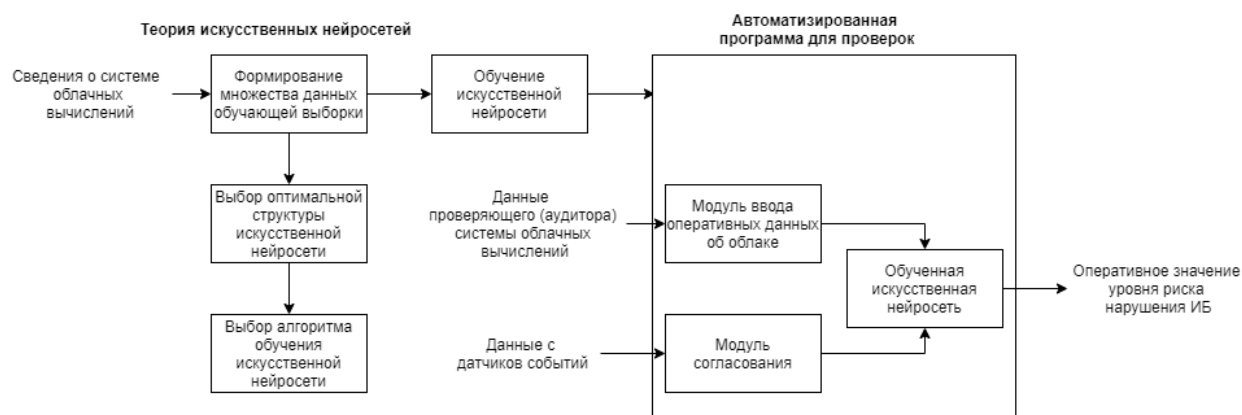 Теория искусственных нейросетей
Автоматизированная
программа для проверок
Сведения о системе
облачных
вычислений
Формирование
множества данных
обучающей выборки
Обучение
искусственной
нейросети
Выбор оптимальной
структуры
искусственной
нейросети
Данные
проверяющего (аудитора)
системы облачных
вычислений
Модуль ввода
оперативных данных
об облаке
Обученная
искусственная
нейросеть
Оперативное значение
уровня риска
нарушения ИБ
Выбор алгоритма
обучения
искусственной
нейросети
Данные с
датчиков событий
Модуль
согласования